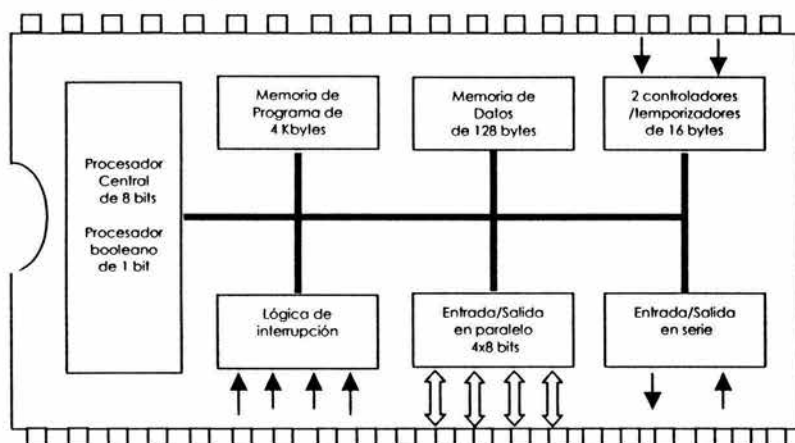 Procesador
Central
de 8 bits
Procesador
booleano
de 1 bit
Memoria de
Programa de
4 Kbytes
Memoria de
Datos
de 128 bytes
2 controladores
/temporizadores
de 16 bytes
Lógica de
interrupción
Entrada/Salida
en paralelo
4x8 bits
Entrada/Salida
en serie